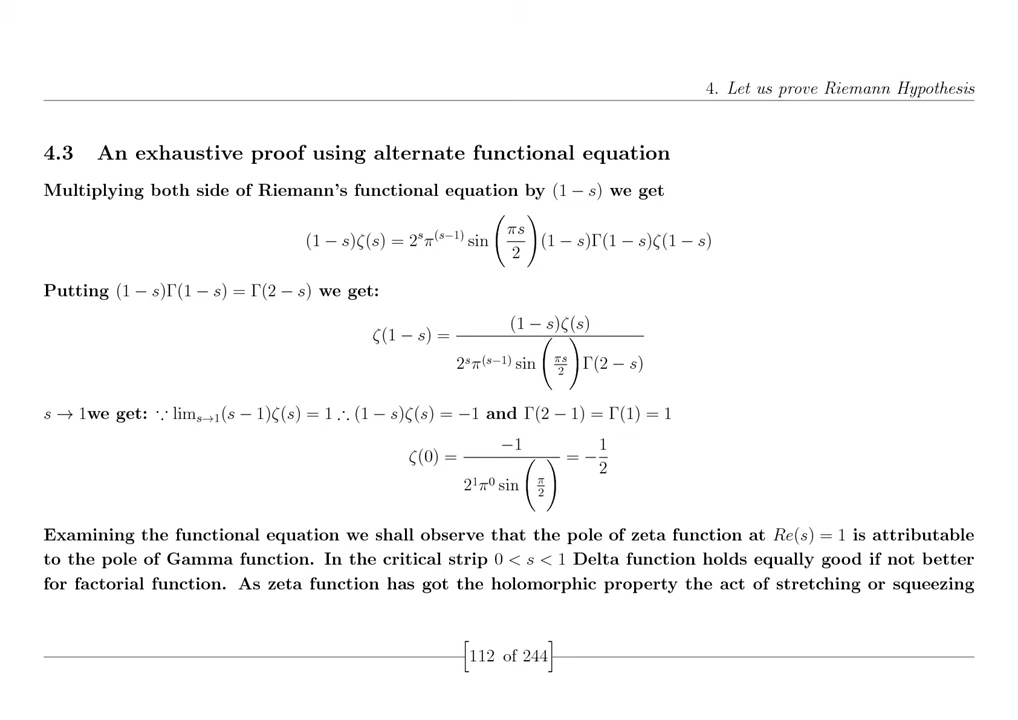 4. Let us prove Riemann Hypothesis
4.3 An exhaustive proof using alternate functional equation
Multiplying both side of Riemann's functional equation by (1 − s) we get
(1 − s)ζ(s) = 2^s π^(s−1) sin(πs/2)(1 − s)Γ(1 − s)ζ(1 − s)
Putting (1 − s)Γ(1 − s) = Γ(2 − s) we get:
ζ(1 − s) = (1 − s)ζ(s) / 2^s π^(s−1) sin(πs/2)Γ(2 − s)
s → 1we get: ∵ lim_{s→1}(s − 1)ζ(s) = 1 ∴ (1 − s)ζ(s) = −1 and Γ(2 − 1) = Γ(1) = 1
ζ(0) = −1 / 2^1 π^0 sin(π/2) = −1/2
Examining the functional equation we shall observe that the pole of zeta function at Re(s) = 1 is attributable
to the pole of Gamma function. In the critical strip 0 < s < 1 Delta function holds equally good if not better
for factorial function. As zeta function has got the holomorphic property the act of stretching or squeezing
[112 of 244]